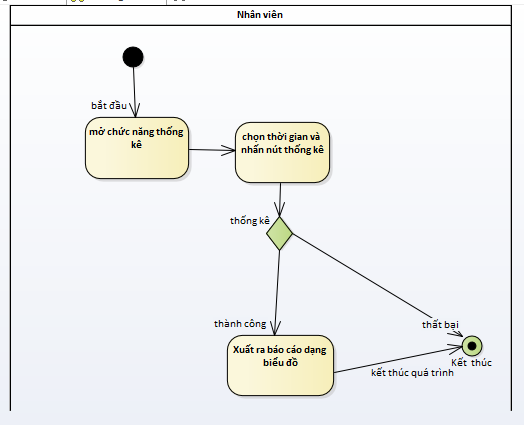 Nhân viên
bắt đầu
mở chức năng thống
kê
chọn thời gian và
nhấn nút thống kê
thống kê
thành công
thất bại
Xuất ra báo cáo dạng
biểu đồ
kết thúc quá trình
Kết thúc